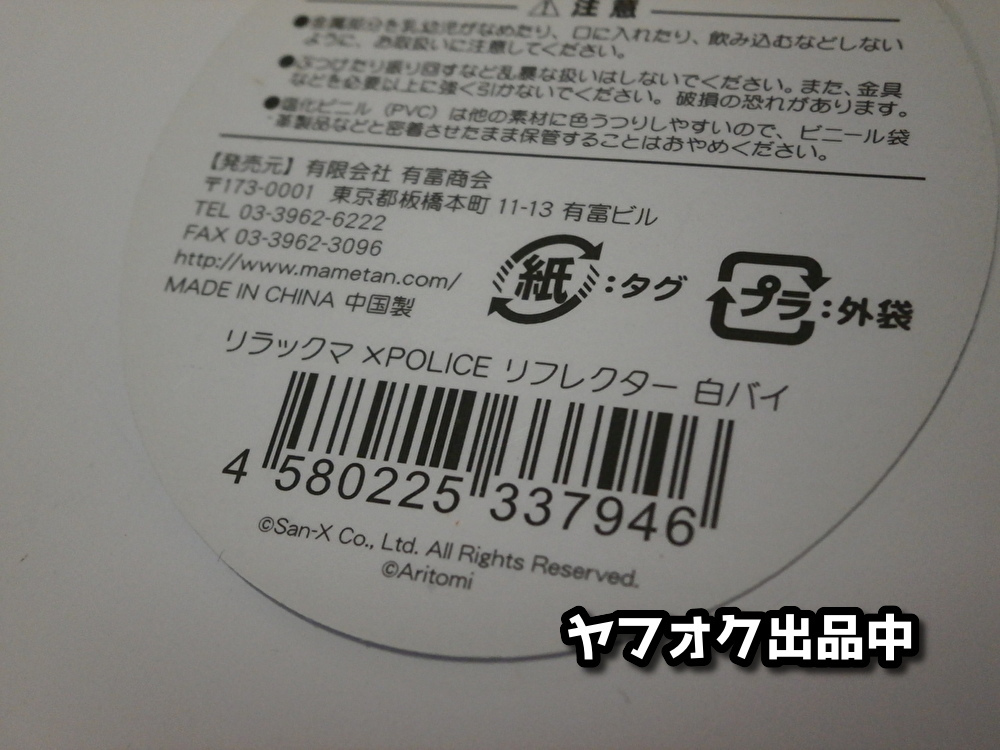 注意
●金属部分を乳幼児がなめたり、口に入れたり、飲み込むなどしない
ように、お取扱いに注意してください。
●ぶつけたり振り回すなど乱暴な扱いはしないでください。また、金具
などを必要以上に強く引かないでください。破損の恐れがあります。
●塩化ビニル（PVC）は他の素材に色うつりしやすいので、ビニール袋
革製品などと密着させたまま保管することはおやめください。
【発売元】有限会社 有富商会
〒173-0001 東京都板橋本町 11-13 有富ビル
TEL 03-3962-6222
FAX 03-3962-3096
http://www.mametan.com/
MADE IN CHINA 中国製
紙:タグ
プラ:外袋
リラックマ×POLICE リフレクター 白バイ
4 580225 337946
©San-X Co., Ltd. All Rights Reserved.
©Aritomi
ヤフオク出品中